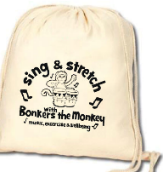 sing & stretch
with
Bonkers the Monkey
music, exercise & wellbeing